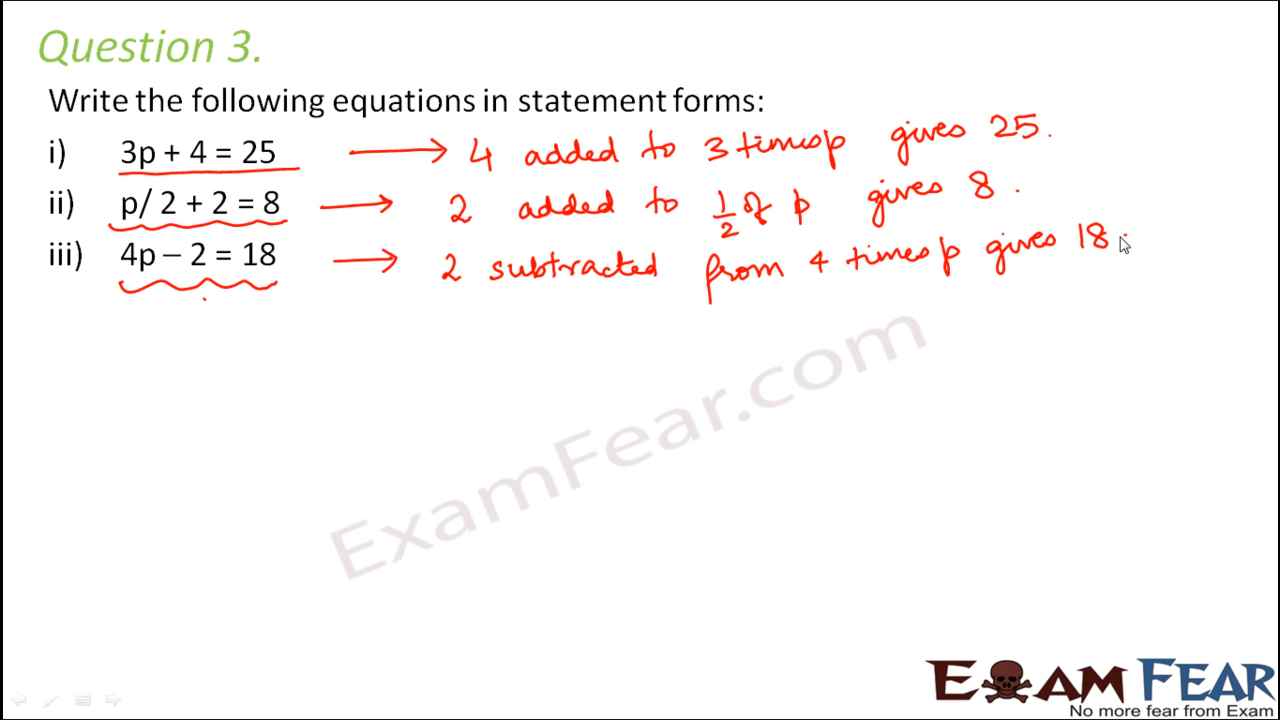 Question 3.
Write the following equations in statement forms:
i) 3p + 4 = 25 → 4 added to 3 times p gives 25.
ii) p/ 2 + 2 = 8 → 2 added to 1/2 of p gives 8.
iii) 4p – 2 = 18 → 2 subtracted from 4 times p gives 18.
ExamFear.com
EXAM FEAR
No more fear from Exam